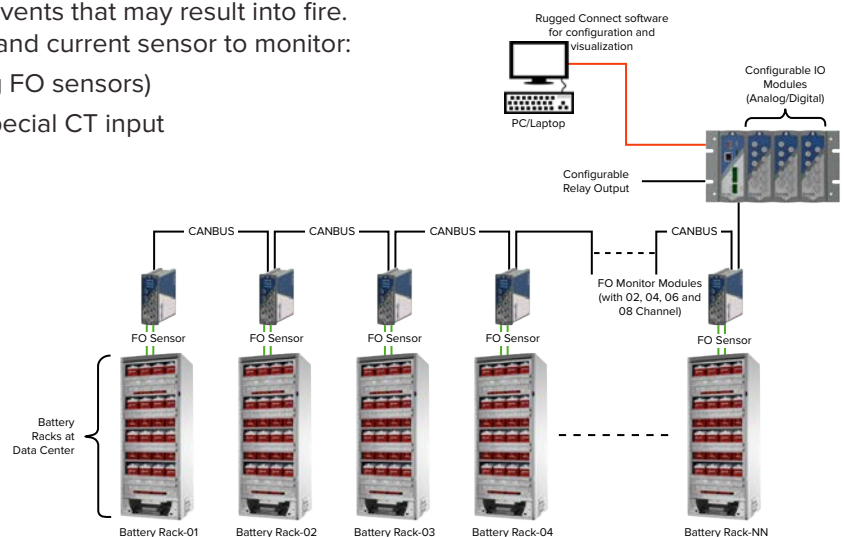 vents that may result into fire.
and current sensor to monitor:
FO sensors)
pecial CT input
Rugged Connect software
for configuration and
visualization
PC/Laptop
Configurable IO
Modules
(Analog/Digital)
Configurable
Relay Output
CANBUS
CANBUS
CANBUS
CANBUS
FO Monitor Modules
(with 02, 04, 06 and
08 Channel)
FO Sensor
FO Sensor
FO Sensor
FO Sensor
FO Sensor
Battery
Racks at
Data Center
Battery Rack-01
Battery Rack-02
Battery Rack-03
Battery Rack-04
Battery Rack-NN